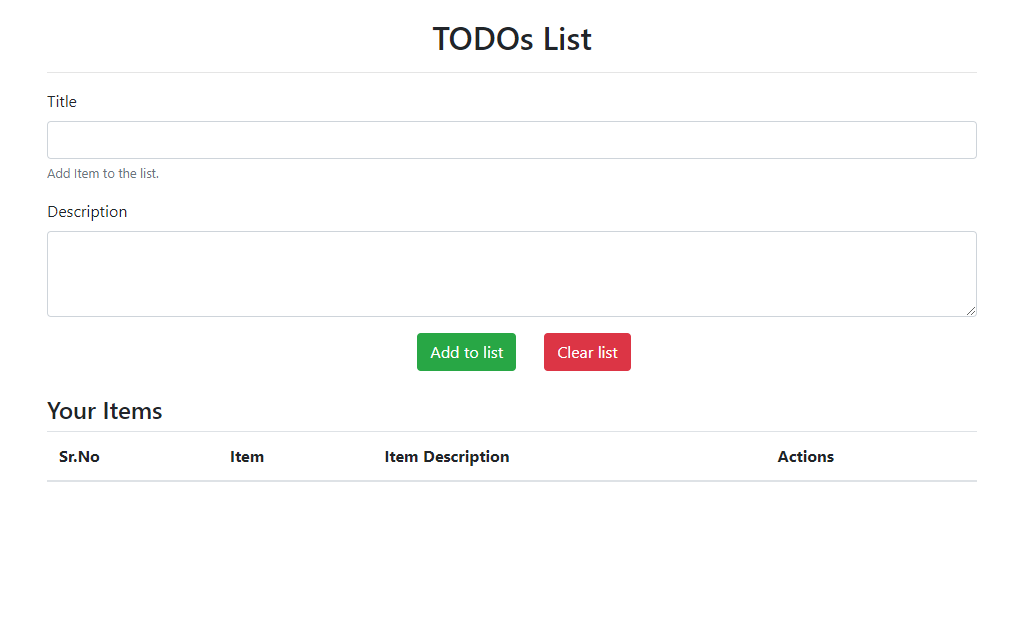 TODOs List
Title
Add Item to the list.
Description
Add to list Clear list
Your Items
Sr.No Item Item Description Actions